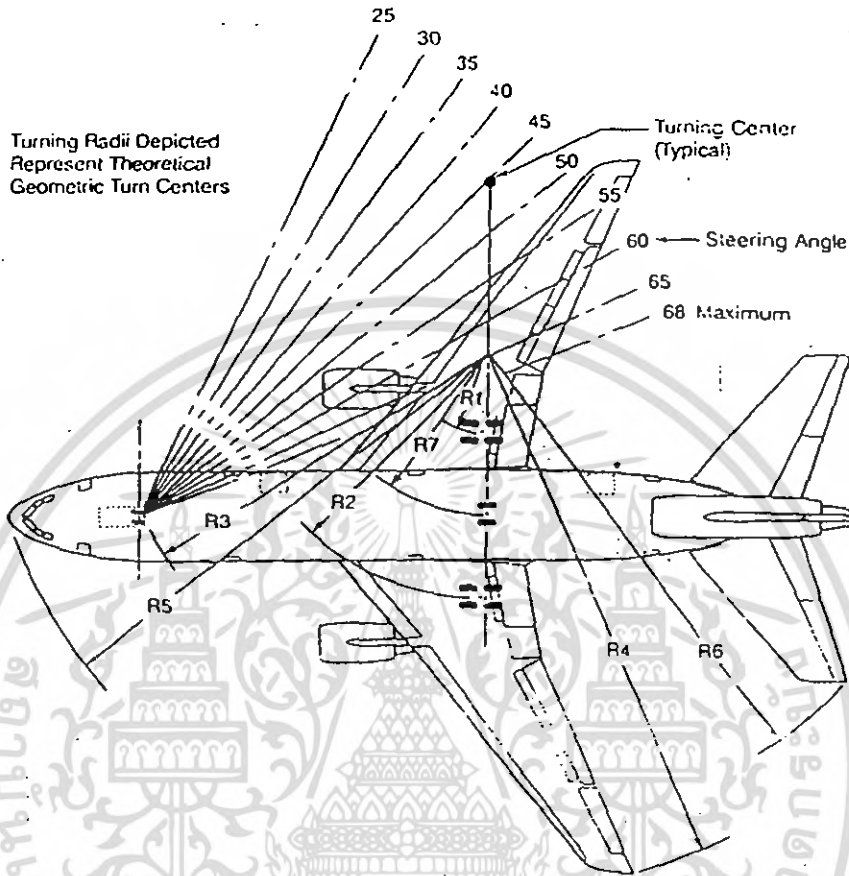 25
30
35
40
45
50
55
60
65
68 Maximum
Turning Radii Depicted
Represent Theoretical
Geometric Turn Centers
Turning Center
(Typical)
Steering Angle
R1
R7
R2
R3
R5
R4
R6